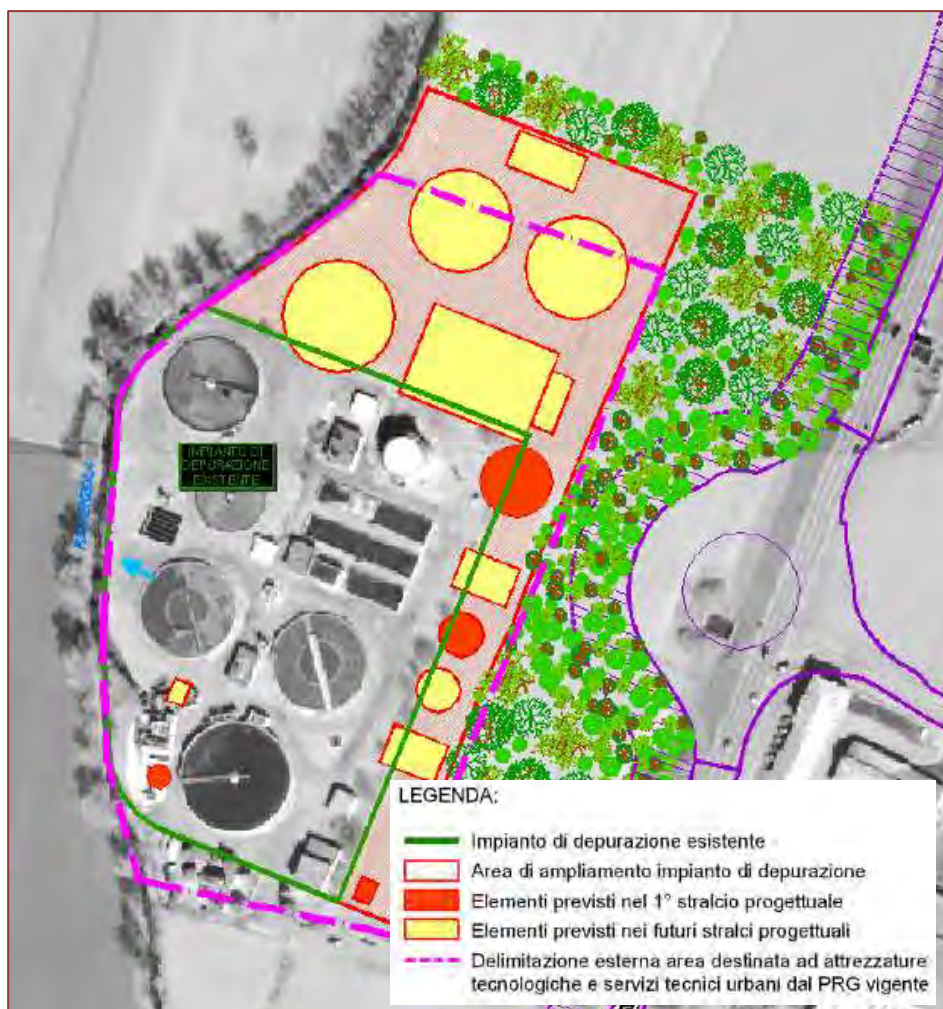 IMPIANTO DI
DEPURAZIONE
ESISTENTE
LEGENDA:
Impianto di depurazione esistente
Area di ampliamento impianto di depurazione
Elementi previsti nel 1° stralcio progettuale
Elementi previsti nei futuri stralci progettuali
Delimitazione esterna area destinata ad attrezzature
tecnologiche e servizi tecnici urbani dal PRG vigente